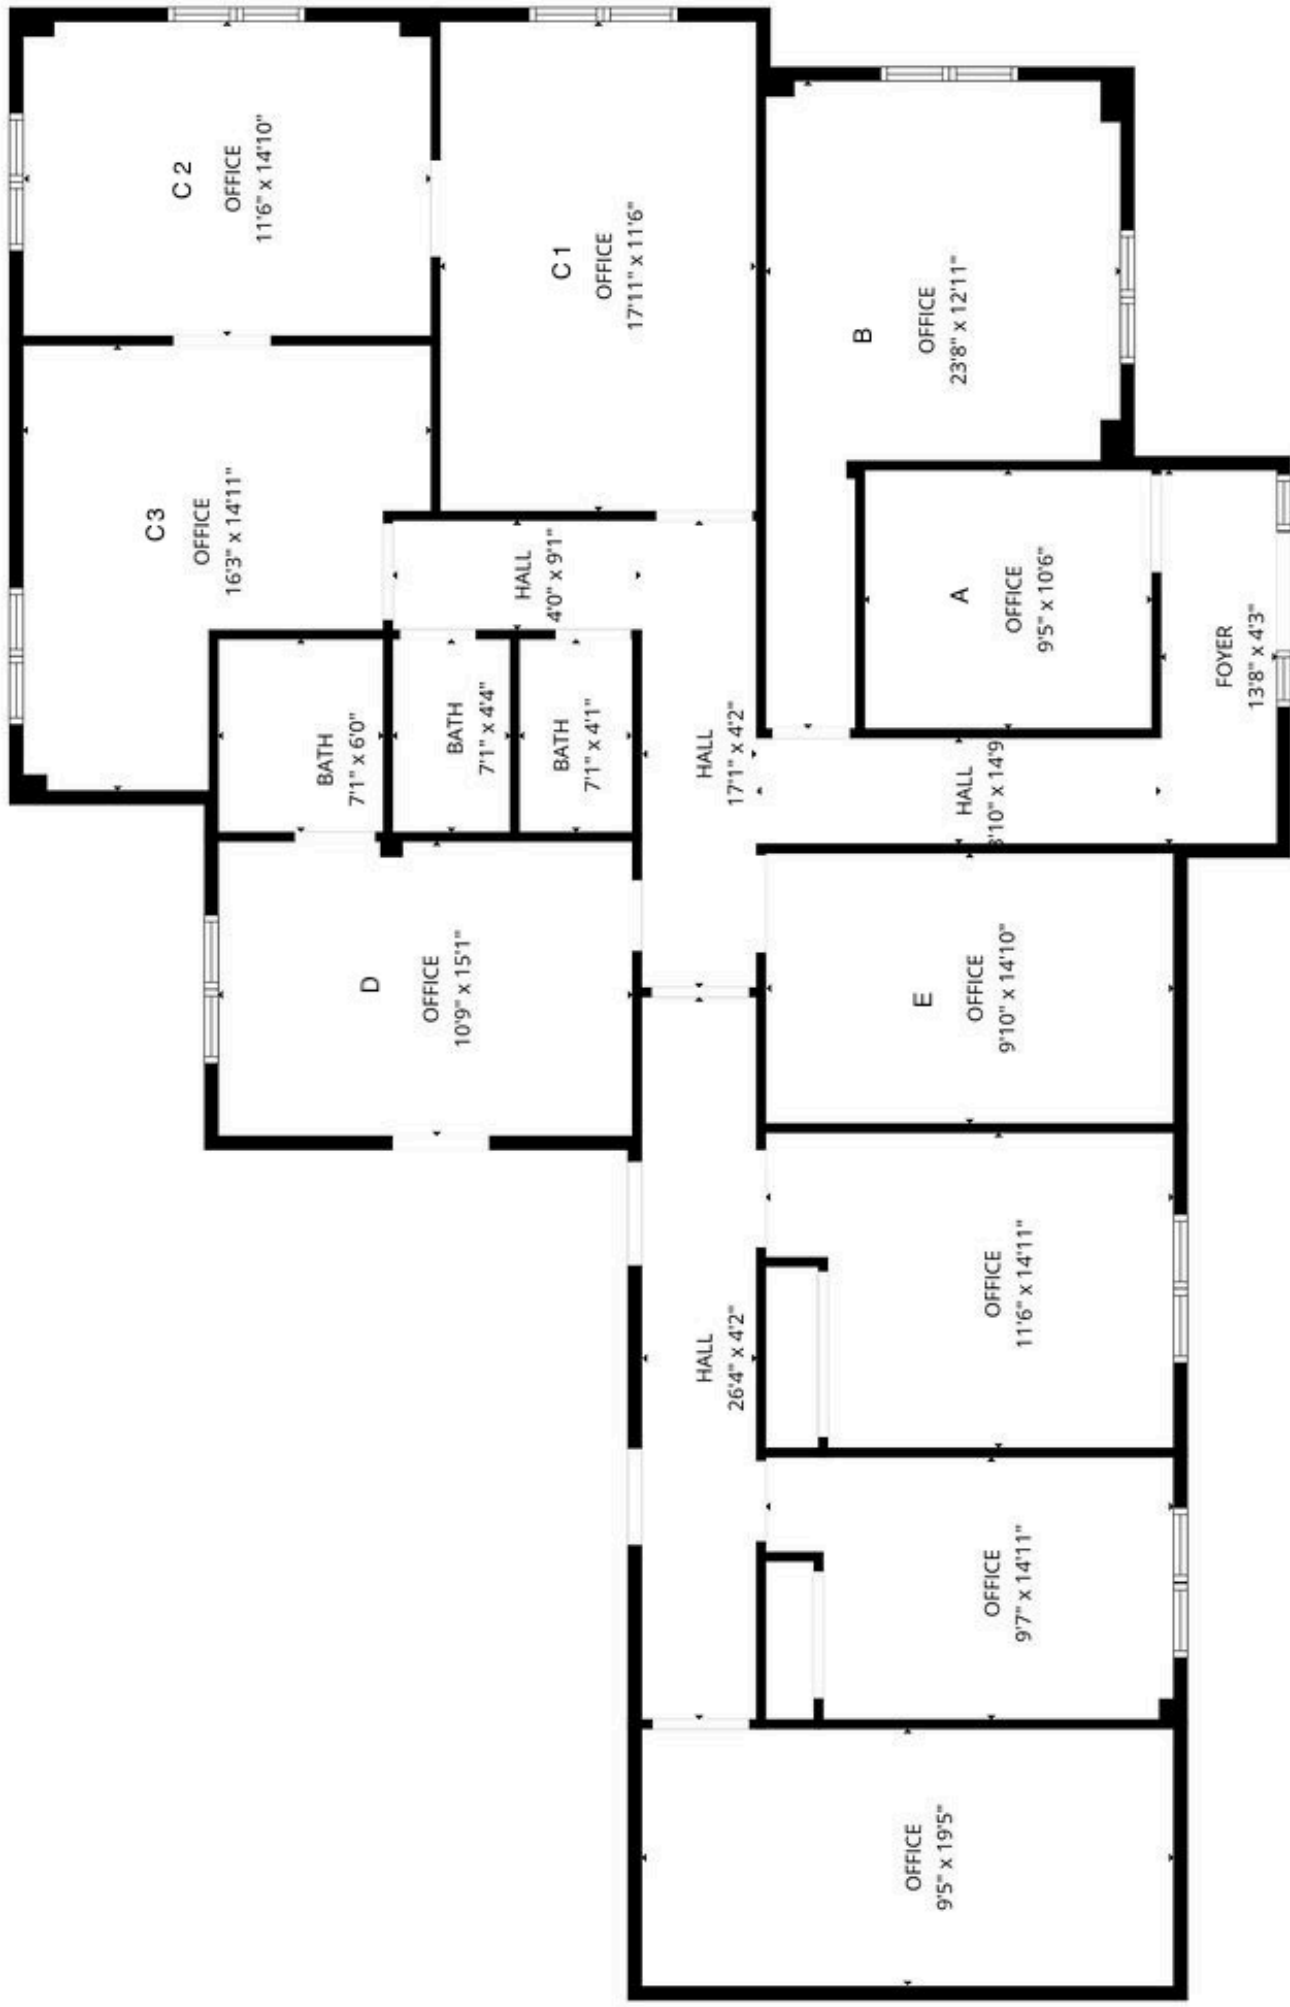 C 2
OFFICE
11'6" x 14'10"
C 1
OFFICE
17'11" x 11'6"
B
OFFICE
23'8" x 12'11"
C3
OFFICE
16'3" x 14'11"
HALL
4'0" x 9'1"
A
OFFICE
9'5" x 10'6"
FOYER
13'8" x 4'3"
BATH
7'1" x 6'0"
BATH
7'1" x 4'4"
BATH
7'1" x 4'1"
HALL
17'1" x 4'2"
HALL
'10" x 14'9
D
OFFICE
10'9" x 15'1"
E
OFFICE
9'10" x 14'10"
OFFICE
11'6" x 14'11"
HALL
26'4" x 4'2"
OFFICE
9'7" x 14'11"
OFFICE
9'5" x 19'5"